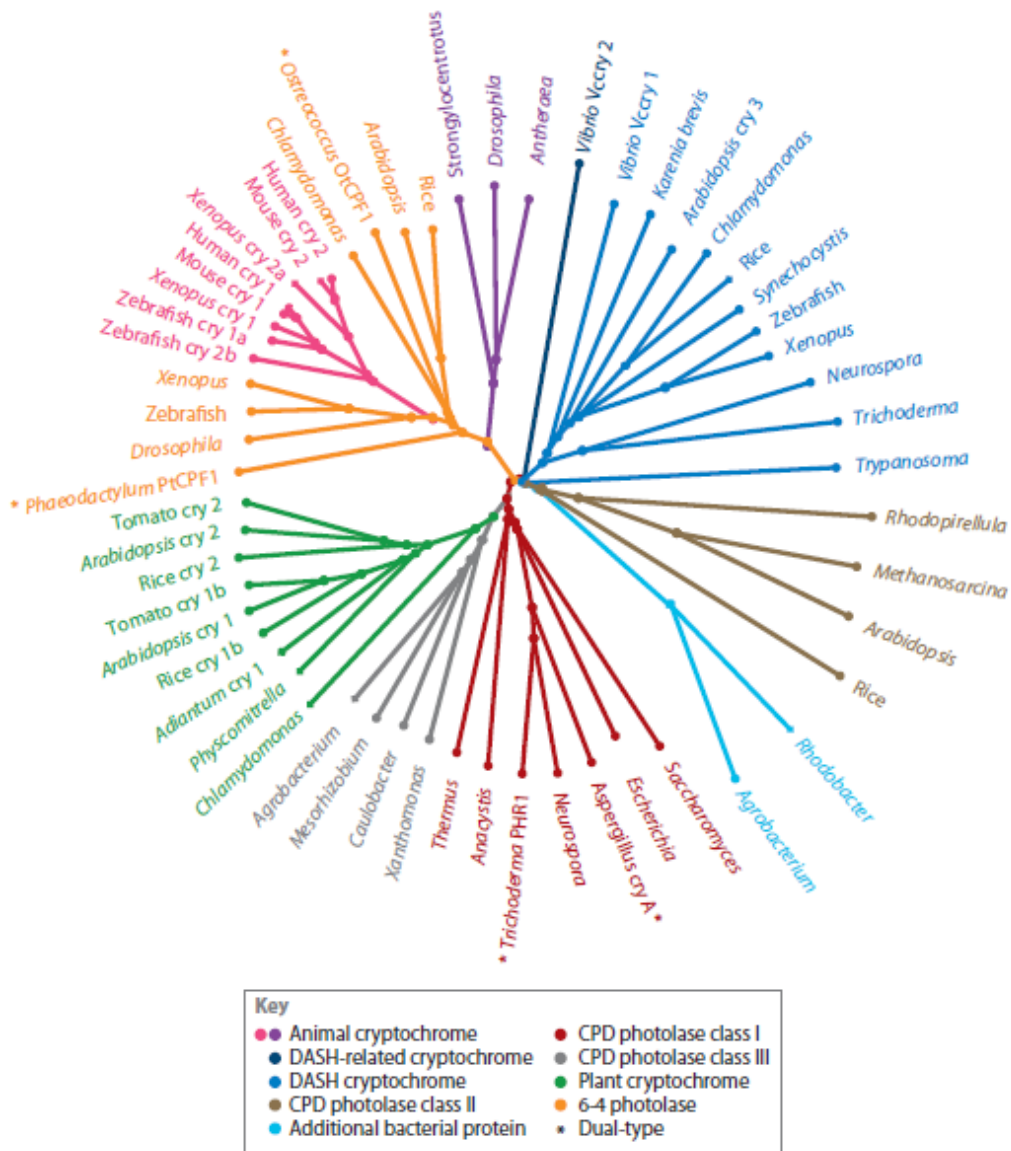 * Ostreococcus OtCPF1
Chlamydomonas
Arabidopsis
Rice
Strongylocentrotus
Drosophila
Antheraea
Vibrio Vccry 2
Vibrio Vccry 1
Karenia brevis
Arabidopsis cry 3
Chlamydomonas
Rice
Synechocystis
Zebrafish
Xenopus
Neurospora
Trichoderma
Trypanosoma
Rhodopirellula
Methanosarcina
Arabidopsis
Rice
Rhodobacter
Agrobacterium
Saccharomyces
Escherichia
Aspergillus cry A *
Neurospora
* Trichoderma PHR1
Anacystis
Thermus
Xanthomonas
Caulobacter
Mesorhizobium
Agrobacterium
Chlamydomonas
Physcomitrella
Adiantum cry 1
Rice cry 1b
Arabidopsis cry 1
Tomato cry 1b
Rice cry 2
Arabidopsis cry 2
Tomato cry 2
* Phaeodactylum PtCPF1
Drosophila
Zebrafish
Xenopus
Zebrafish cry 2b
Zebrafish cry 1a
Xenopus cry 1
Mouse cry 1
Human cry 1
Xenopus cry 2a
Mouse cry 2
Human cry 2
Key
Animal cryptochrome
DASH-related cryptochrome
DASH cryptochrome
CPD photolase class II
Additional bacterial protein
CPD photolase class I
CPD photolase class III
Plant cryptochrome
6-4 photolase
* Dual-type